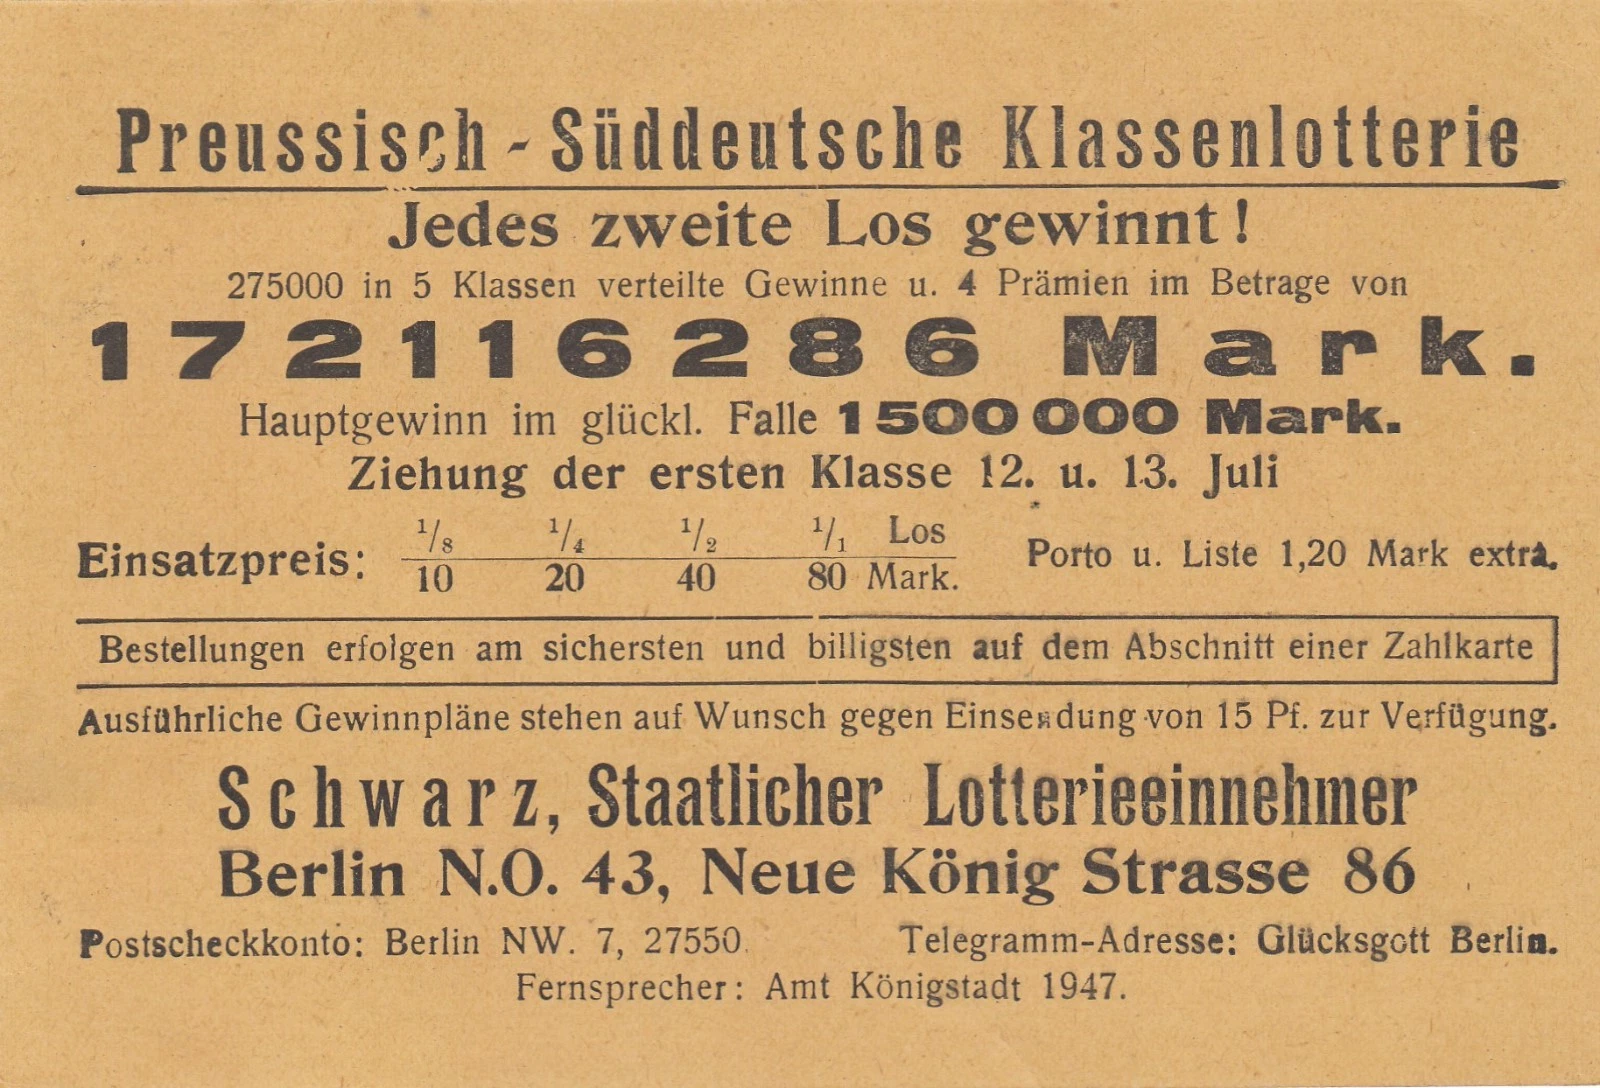 Preussisch - Süddeutsche Klassenlotterie
Jedes zweite Los gewinnt!
275000 in 5 Klassen verteilte Gewinne u. 4 Prämien im Betrage von
172116286 Mark.
Hauptgewinn im glückl. Falle 1500000 Mark.
Ziehung der ersten Klasse 12. u. 13. Juli
Einsatzpreis: 1/8 1/4 1/2 1/1 Los
10 20 40 80 Mark.
Porto u. Liste 1,20 Mark extra.
Bestellungen erfolgen am sichersten und billigsten auf dem Abschnitt einer Zahlkarte
Ausführliche Gewinnpläne stehen auf Wunsch gegen Einsendung von 15 Pf. zur Verfügung.
Schwarz, Staatlicher Lotterieeinnehmer
Berlin N.O. 43, Neue König Strasse 86
Postscheckkonto: Berlin NW. 7, 27550. Telegramm-Adresse: Glücksgott Berlin.
Fernsprecher: Amt Königstadt 1947.